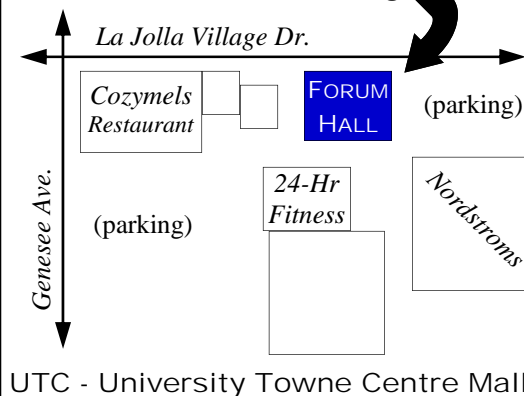 La Jolla Village Dr.
Cozymels
Restaurant
FORUM
HALL
(parking)
24-Hr
Fitness
Nordstroms
Genesee Ave.
(parking)
UTC - University Towne Centre Mall